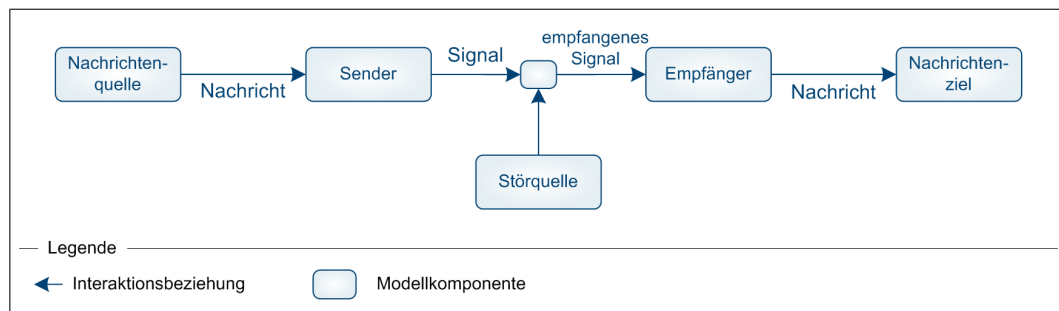 Nachrichten-
quelle
Nachricht
Sender
Signal
empfangenes
Signal
Empfänger
Nachricht
Nachrichten-
ziel
Störquelle
Legende
Interaktionsbeziehung
Modellkomponente